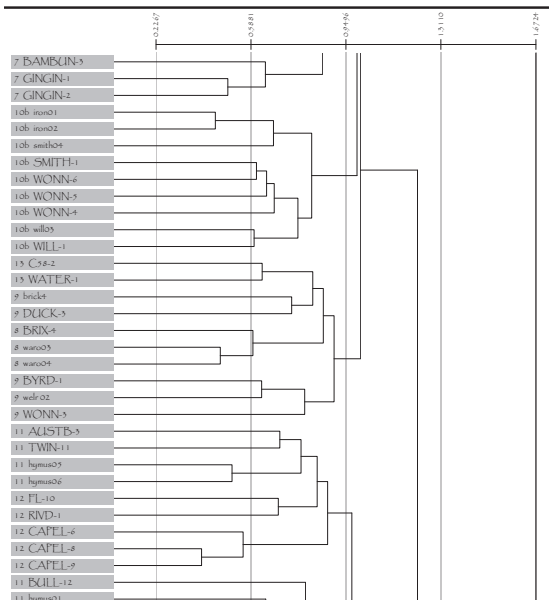 0.2267
0.5881
0.9496
1.3110
1.6724
7 BAMBUN-3
7 GINGIN-1
7 GINGIN-2
10b iron01
10b iron02
10b smith04
10b SMITH-1
10b WONN-6
10b WONN-5
10b WONN-4
10b will03
10b WILL-1
13 C58-2
13 WATER-1
9 brick4
9 DUCK-3
8 BRIX-4
8 waro03
8 waro04
9 BYRD-1
9 welr 02
9 WONN-3
11 AUSTB-3
11 TWIN-11
11 hymus05
11 hymus06
12 FL-10
12 RIVD-1
12 CAPEL-6
12 CAPEL-8
12 CAPEL-9
11 BULL-12
11 hymus01